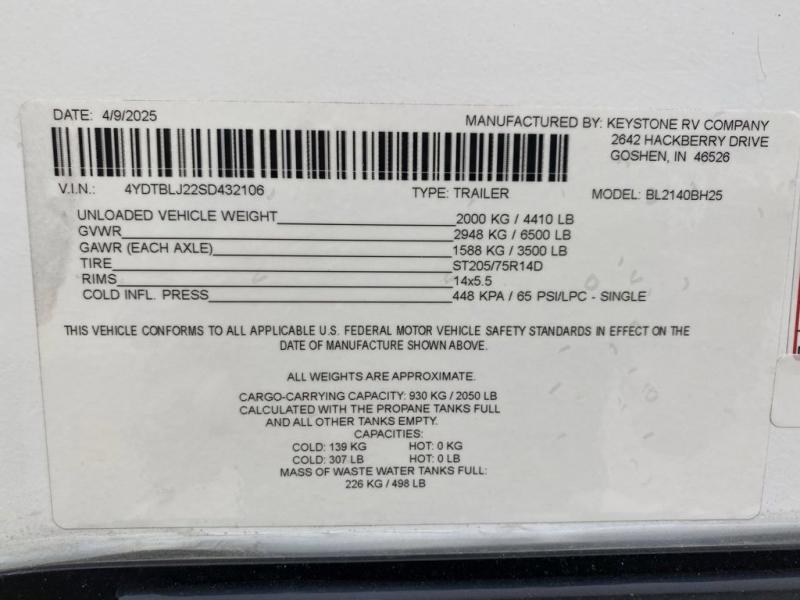 DATE: 4/9/2025
MANUFACTURED BY: KEYSTONE RV COMPANY
2642 HACKBERRY DRIVE
GOSHEN, IN 46526
V.I.N.: 4YDTBLJ22SD432106 TYPE: TRAILER MODEL: BL2140BH25
UNLOADED VEHICLE WEIGHT 2000 KG / 4410 LB
GVWR 2948 KG / 6500 LB
GAWR (EACH AXLE) 1588 KG / 3500 LB
TIRE ST205/75R14D
RIMS 14x5.5
COLD INFL. PRESS 448 KPA / 65 PSI/LPC - SINGLE
THIS VEHICLE CONFORMS TO ALL APPLICABLE U.S. FEDERAL MOTOR VEHICLE SAFETY STANDARDS IN EFFECT ON THE
DATE OF MANUFACTURE SHOWN ABOVE.
ALL WEIGHTS ARE APPROXIMATE.
CARGO-CARRYING CAPACITY: 930 KG / 2050 LB
CALCULATED WITH THE PROPANE TANKS FULL
AND ALL OTHER TANKS EMPTY.
CAPACITIES:
COLD: 139 KG HOT: 0 KG
COLD: 307 LB HOT: 0 LB
MASS OF WASTE WATER TANKS FULL:
226 KG / 498 LB